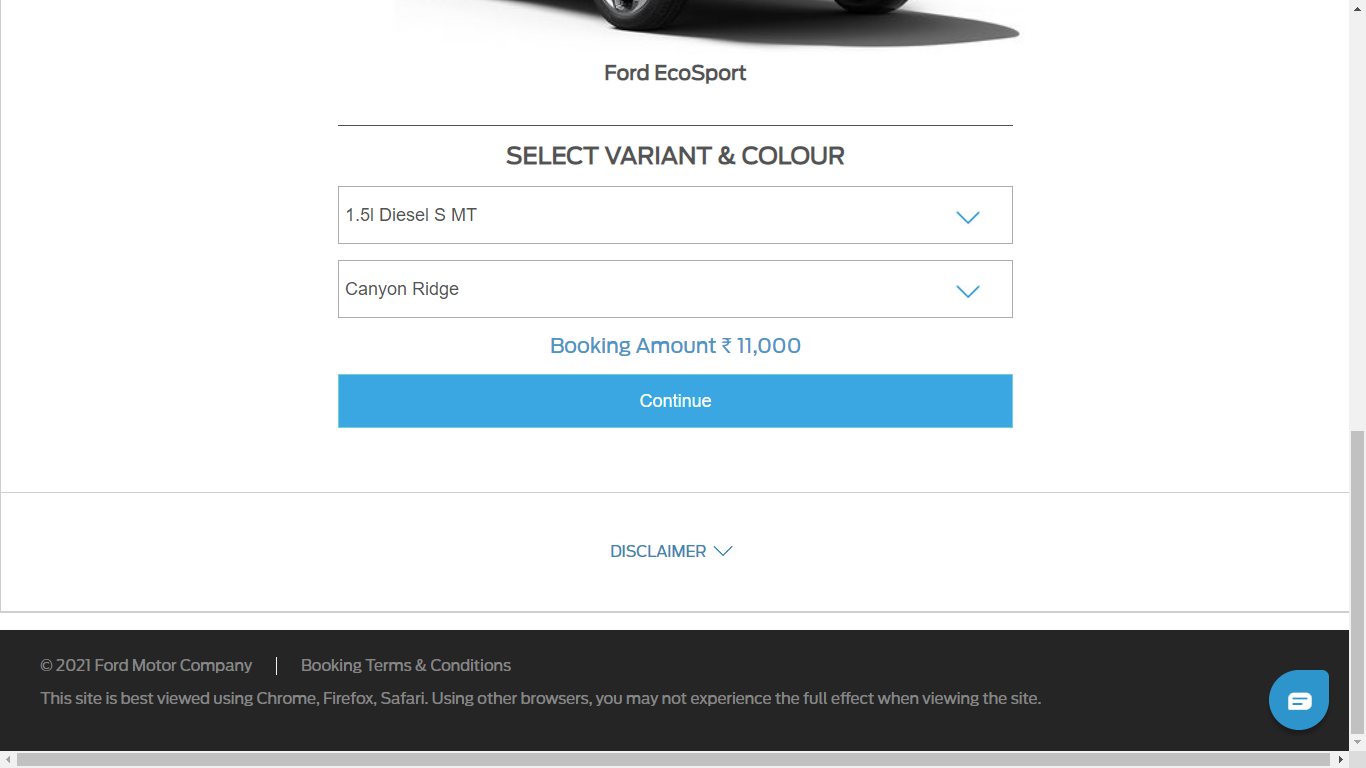 Ford EcoSport
SELECT VARIANT & COLOUR
1.5l Diesel S MT
Canyon Ridge
Booking Amount ₹ 11,000
Continue
DISCLAIMER
© 2021 Ford Motor Company
Booking Terms & Conditions
This site is best viewed using Chrome, Firefox, Safari. Using other browsers, you may not experience the full effect when viewing the site.